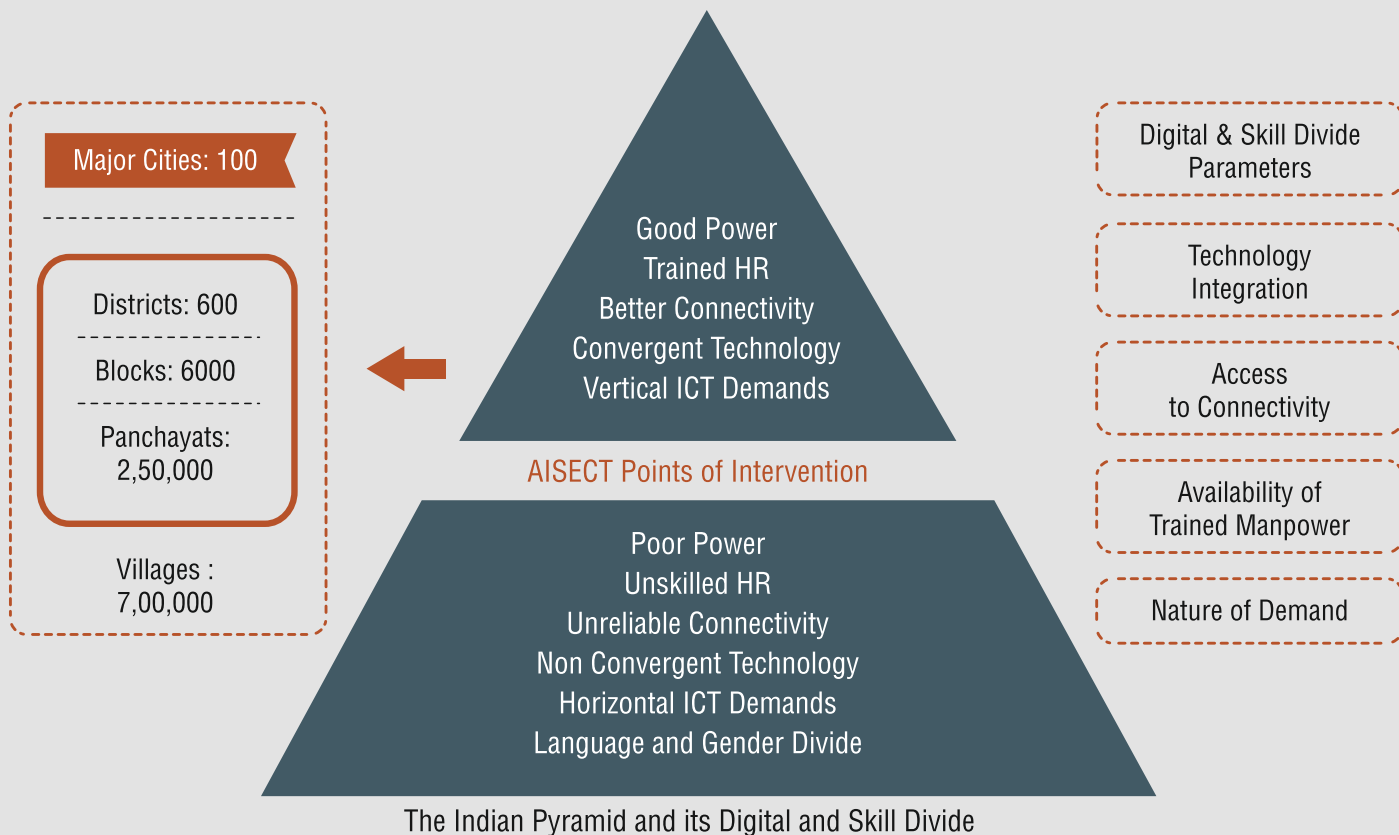 Major Cities: 100
Districts: 600
Blocks: 6000
Panchayats:
2,50,000
Villages :
7,00,000
Good Power
Trained HR
Better Connectivity
Convergent Technology
Vertical ICT Demands
AISECT Points of Intervention
Poor Power
Unskilled HR
Unreliable Connectivity
Non Convergent Technology
Horizontal ICT Demands
Language and Gender Divide
Digital & Skill Divide
Parameters
Technology
Integration
Access
to Connectivity
Availability of
Trained Manpower
Nature of Demand
The Indian Pyramid and its Digital and Skill Divide